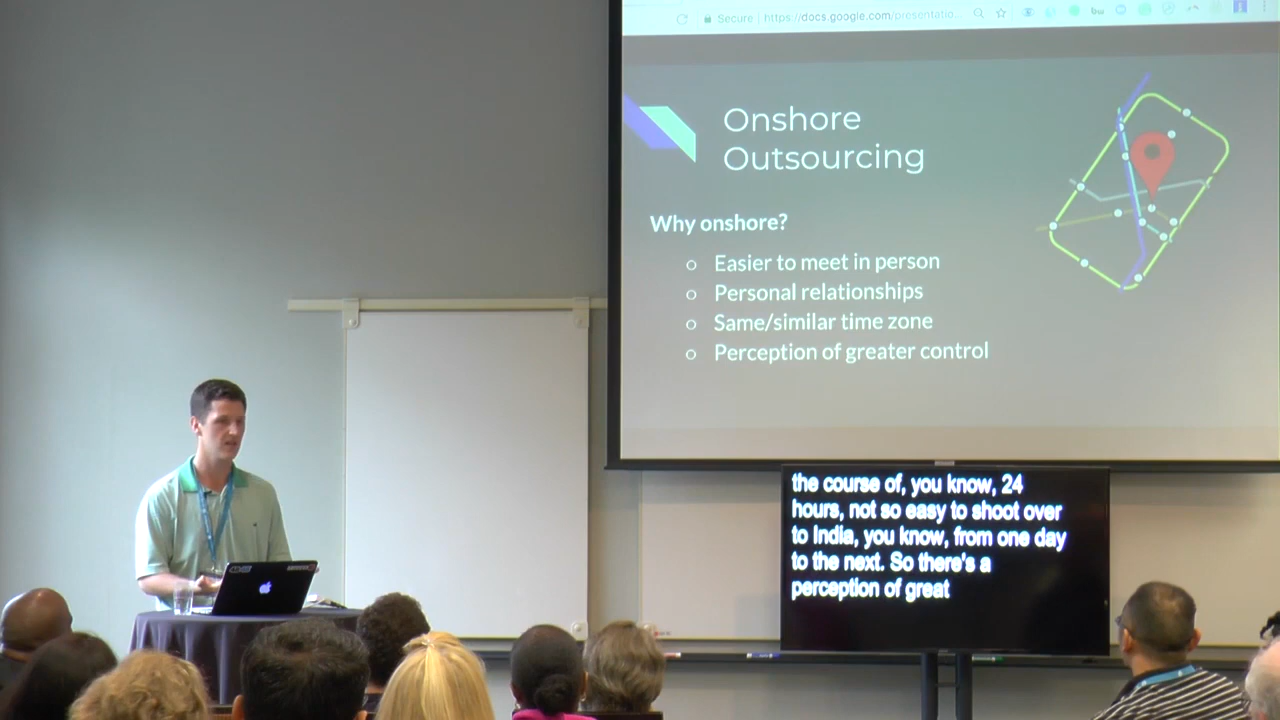 Secure | https://docs.google.com/presentatio...
Onshore
Outsourcing
Why onshore?
Easier to meet in person
Personal relationships
Same/similar time zone
Perception of greater control
the course of, you know, 24
hours, not so easy to shoot over
to India, you know, from one day
to the next. So there's a
perception of great